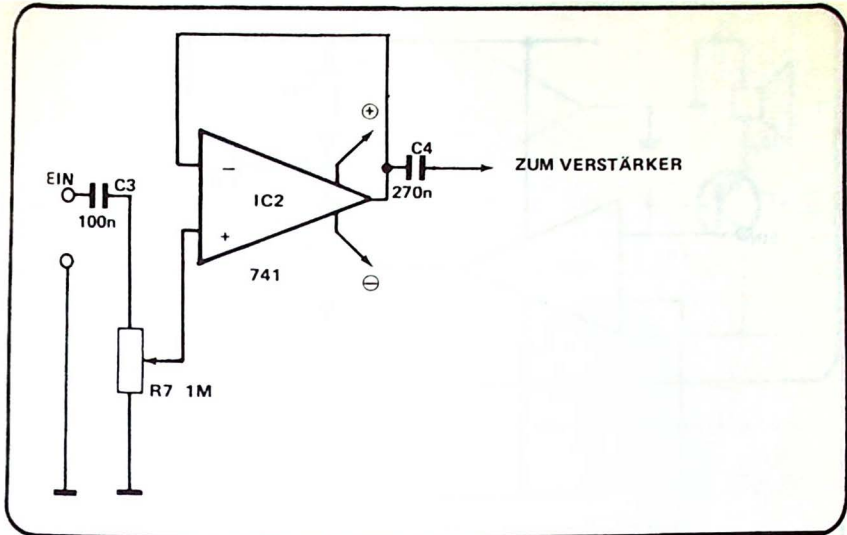 EIN
C3
100n
−
IC2
+
741
⊕
⊖
C4
270n
ZUM VERSTÄRKER
R7 1M